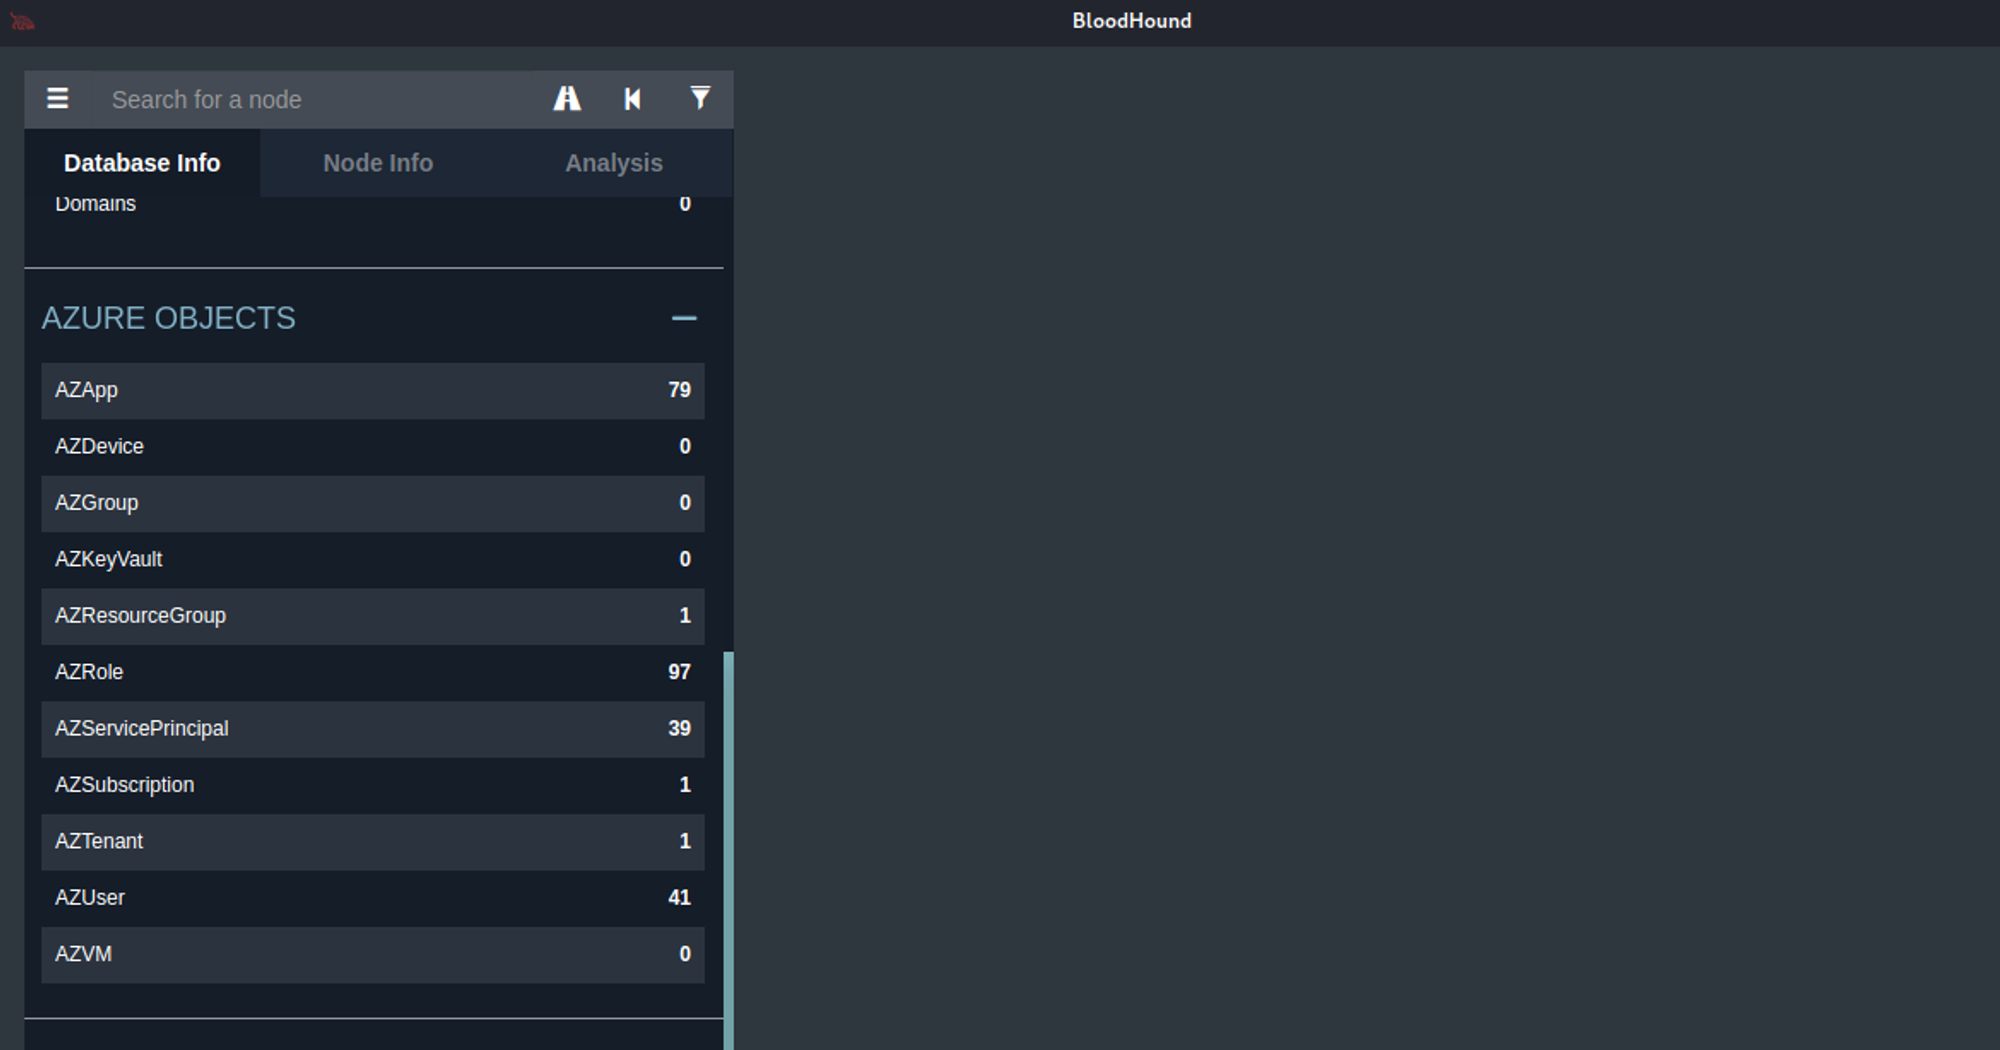 BloodHound
Search for a node
Database Info Node Info Analysis
Domains 0
AZURE OBJECTS
AZApp 79
AZDevice 0
AZGroup 0
AZKeyVault 0
AZResourceGroup 1
AZRole 97
AZServicePrincipal 39
AZSubscription 1
AZTenant 1
AZUser 41
AZVM 0